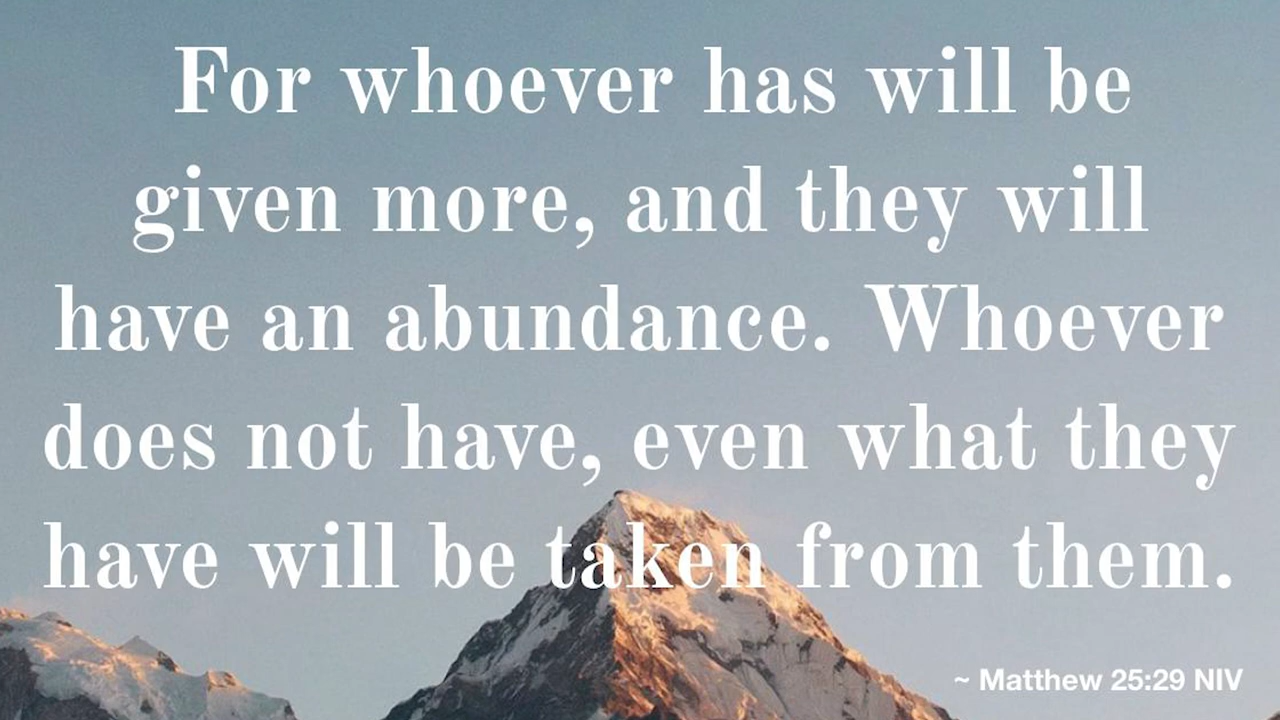 For whoever has will be
given more, and they will
have an abundance. Whoever
does not have, even what they
have will be taken from them.
~ Matthew 25:29 NIV